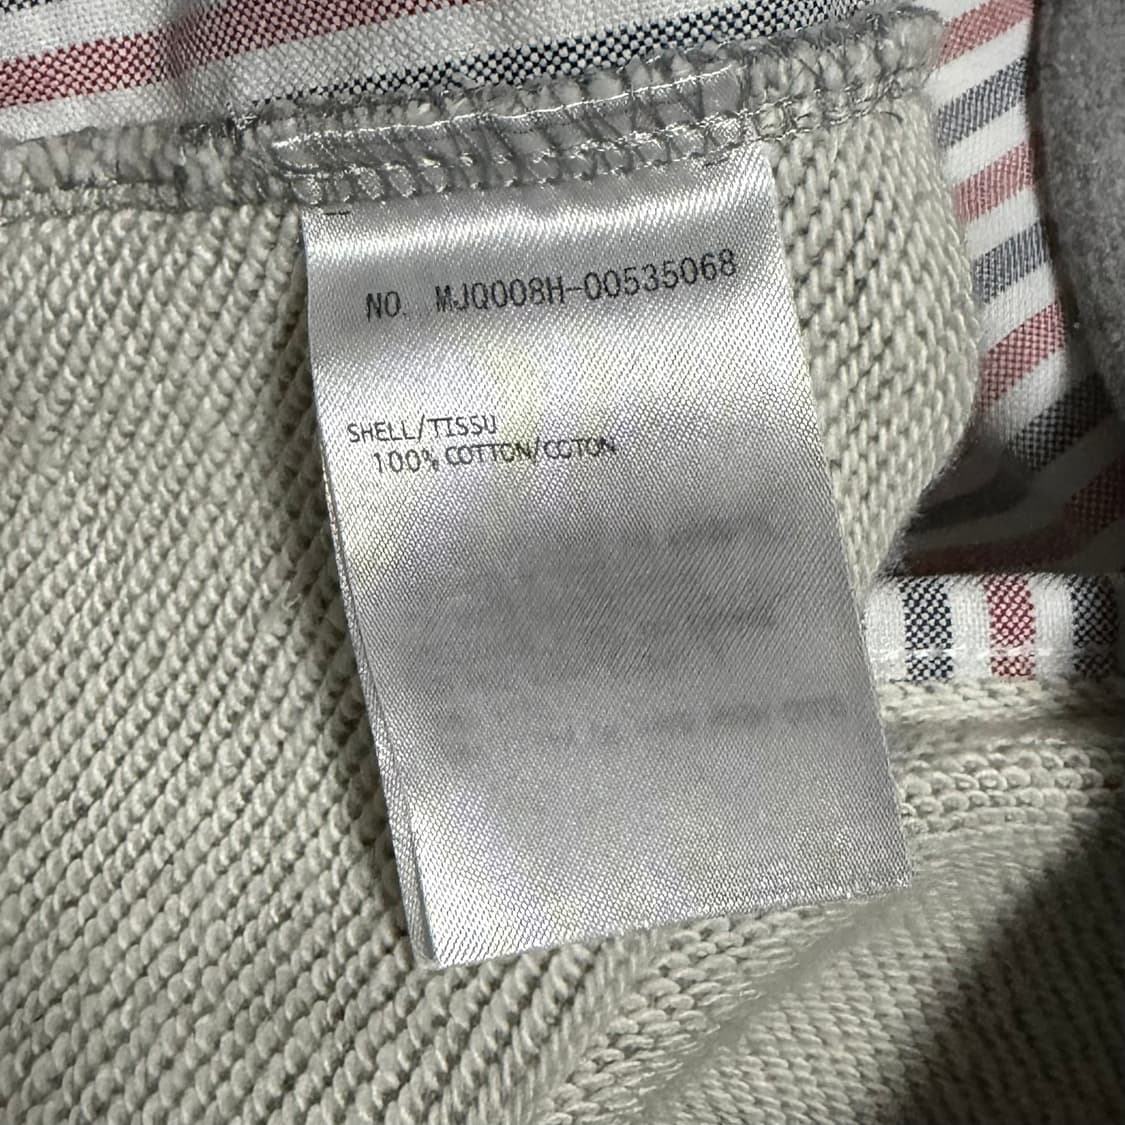 NO. MJQ008H-00535068
SHELL/TISSU
100% COTTON/COTON